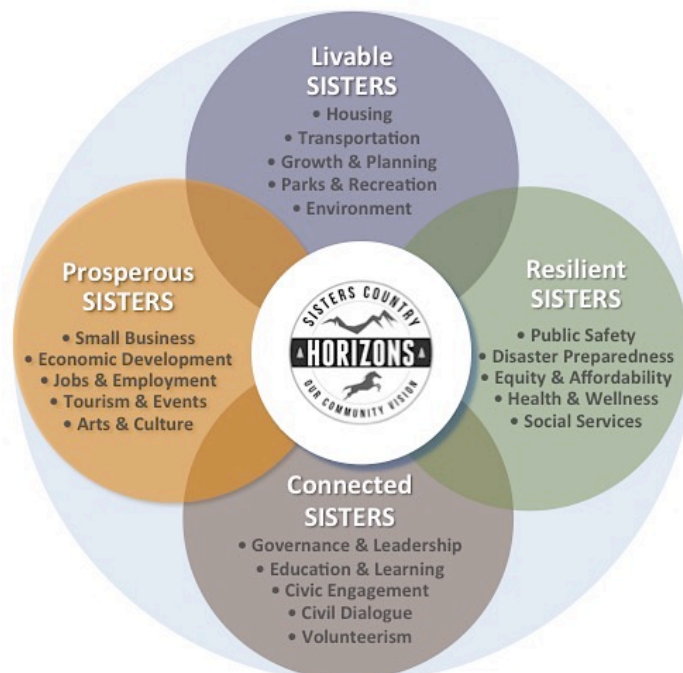 Livable
SISTERS
• Housing
• Transportation
• Growth & Planning
• Parks & Recreation
• Environment
Prosperous
SISTERS
• Small Business
• Economic Development
• Jobs & Employment
• Tourism & Events
• Arts & Culture
SISTERS COUNTRY
HORIZONS
OUR COMMUNITY VISION
Resilient
SISTERS
• Public Safety
• Disaster Preparedness
• Equity & Affordability
• Health & Wellness
• Social Services
Connected
SISTERS
• Governance & Leadership
• Education & Learning
• Civic Engagement
• Civil Dialogue
• Volunteerism